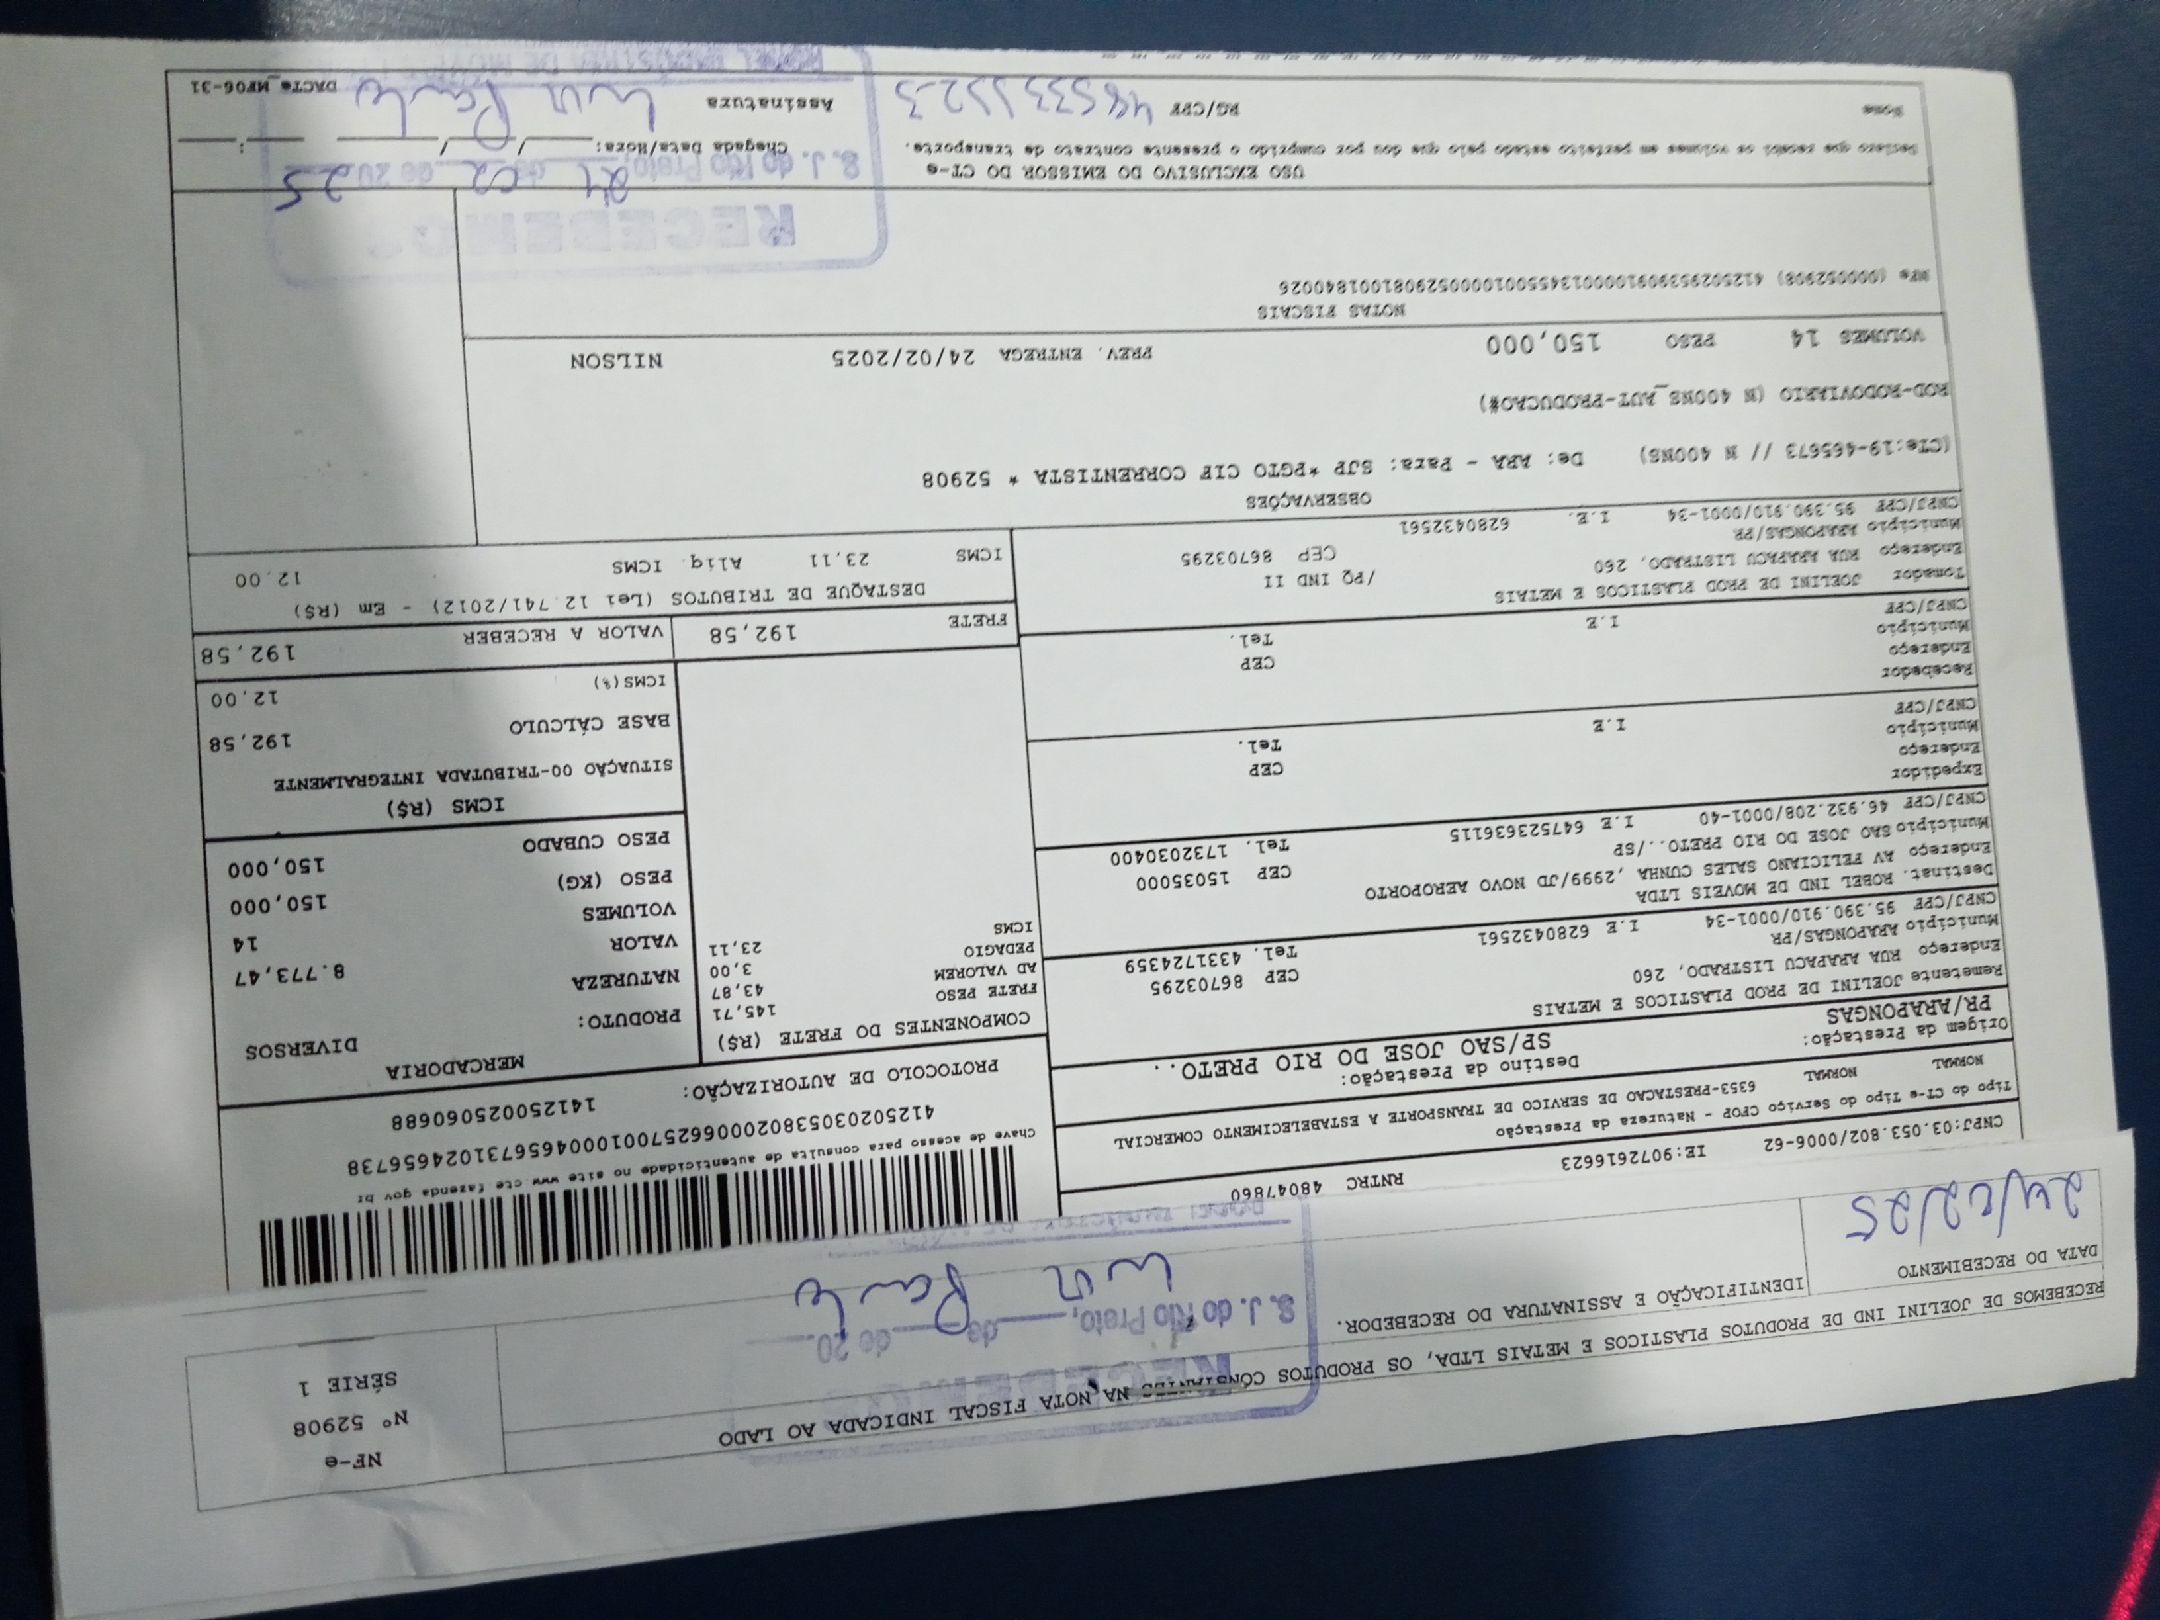 RECEBEMOS DE JOELINI IND DE PRODUTOS PLASTICOS E METAIS LTDA, OS PRODUTOS CONSTANTES NA NOTA FISCAL INDICADA AO LADO
DATA DO RECEBIMENTO
24/02/25
IDENTIFICAÇÃO E ASSINATURA DO RECEBEDOR.
RECEBEMOS
S. J. do Rio Preto, de de 20
NF-e
Nº 52908
SÉRIE 1
CNPJ:03.053.802/0006-62 IE:9072616623 RNTRC 48047860
Tipo do CT-e Tipo do Serviço CFOP - Natureza da Prestação
NORMAL NORMAL 6353-PRESTACAO DE SERVICO DE TRANSPORTE A ESTABELECIMENTO COMERCIAL
Origem da Prestação: Destino da Prestação:
PR/ARAPONGAS SP/SAO JOSE DO RIO PRETO..
Chave de acesso para consulta de autenticidade no site www.cte.fazenda.gov.br
41250203053802000662570010004656731024656738
PROTOCOLO DE AUTORIZAÇÃO: 141250025060688
Remetente JOELINI DE PROD PLASTICOS E METAIS
Endereço RUA ARAPACU LISTRADO, 260 CEP 86703295
Município ARAPONGAS/PR Tel. 4331724359
CNPJ/CPF 95.390.910/0001-34 I.E 6280432561
Destinat. ROBEL IND DE MOVEIS LTDA
Endereço AV FELICIANO SALES CUNHA ,2999/JD NOVO AEROPORTO CEP 15035000
Município SAO JOSE DO RIO PRETO../SP Tel. 1732030400
CNPJ/CPF 46.932.208/0001-40 I.E 64752636115
Expedidor
Endereço CEP
Município Tel.
CNPJ/CPF I.E
Recebedor
Endereço CEP
Município Tel.
CNPJ/CPF I.E
Tomador JOELINI DE PROD PLASTICOS E METAIS
Endereço RUA ARAPACU LISTRADO, 260 /PQ IND II
Município ARAPONGAS/PR CEP 86703295
CNPJ/CPF 95.390.910/0001-34 I.E. 6280432561
COMPONENTES DO FRETE (R$)
FRETE PESO 145,71
AD VALOREM 43,87
PEDAGIO 3,00
ICMS 23,11
MERCADORIA
PRODUTO: DIVERSOS
NATUREZA
VALOR 8.773,47
VOLUMES 14
PESO (KG) 150,000
PESO CUBADO 150,000
ICMS (R$)
SITUAÇÃO 00-TRIBUTADA INTEGRALMENTE
BASE CÁLCULO 192,58
ICMS(%) 12,00
FRETE 192,58 VALOR A RECEBER 192,58
DESTAQUE DE TRIBUTOS (Lei 12.741/2012) - Em (R$)
ICMS 23,11 Aliq. ICMS 12.00
OBSERVAÇÕES
(CTe:19-465673 // N 400NS) De: ARA - Para: SJP *PGTO CIF CORRENTISTA * 52908
ROD-RODOVIARIO (N 400NS_AUT-PRODUCAO#)
VOLUMES 14 PESO 150,000 PREV. ENTREGA 24/02/2025 NILSON
NOTAS FISCAIS
NFe (000052908) 41250295390910000134550010000529081001840026
RECEBEMOS
S. J. do Rio Preto, 24 de 02 de 2025
USO EXCLUSIVO DO EMISSOR DO CT-e
Declaro que recebi os volumes em perfeito estado pelo que dou por cumprido o presente contrato de transporte.
Chegada Data/Hora: / / :
Nome RG/CPF Assinatura
DACTe_MF06-31